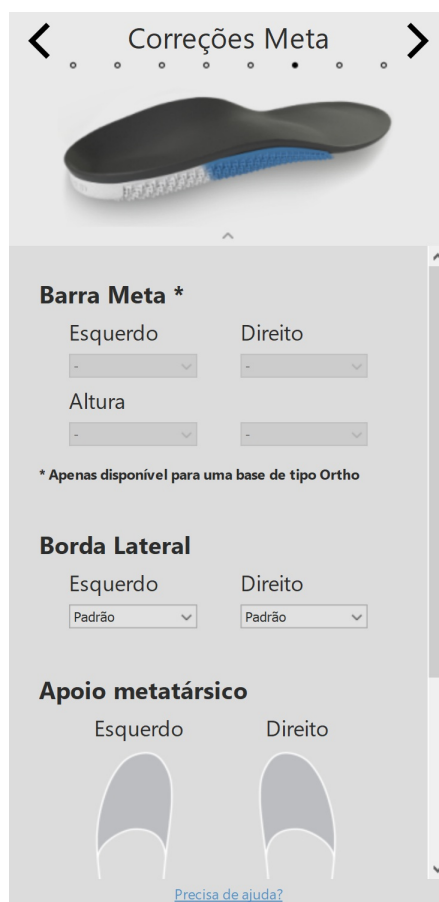 Correções Meta
Barra Meta *
Esquerdo Direito
- -
Altura
- -
* Apenas disponível para uma base de tipo Ortho
Borda Lateral
Esquerdo Direito
Padrão Padrão
Apoio metatársico
Esquerdo Direito
Precisa de ajuda?